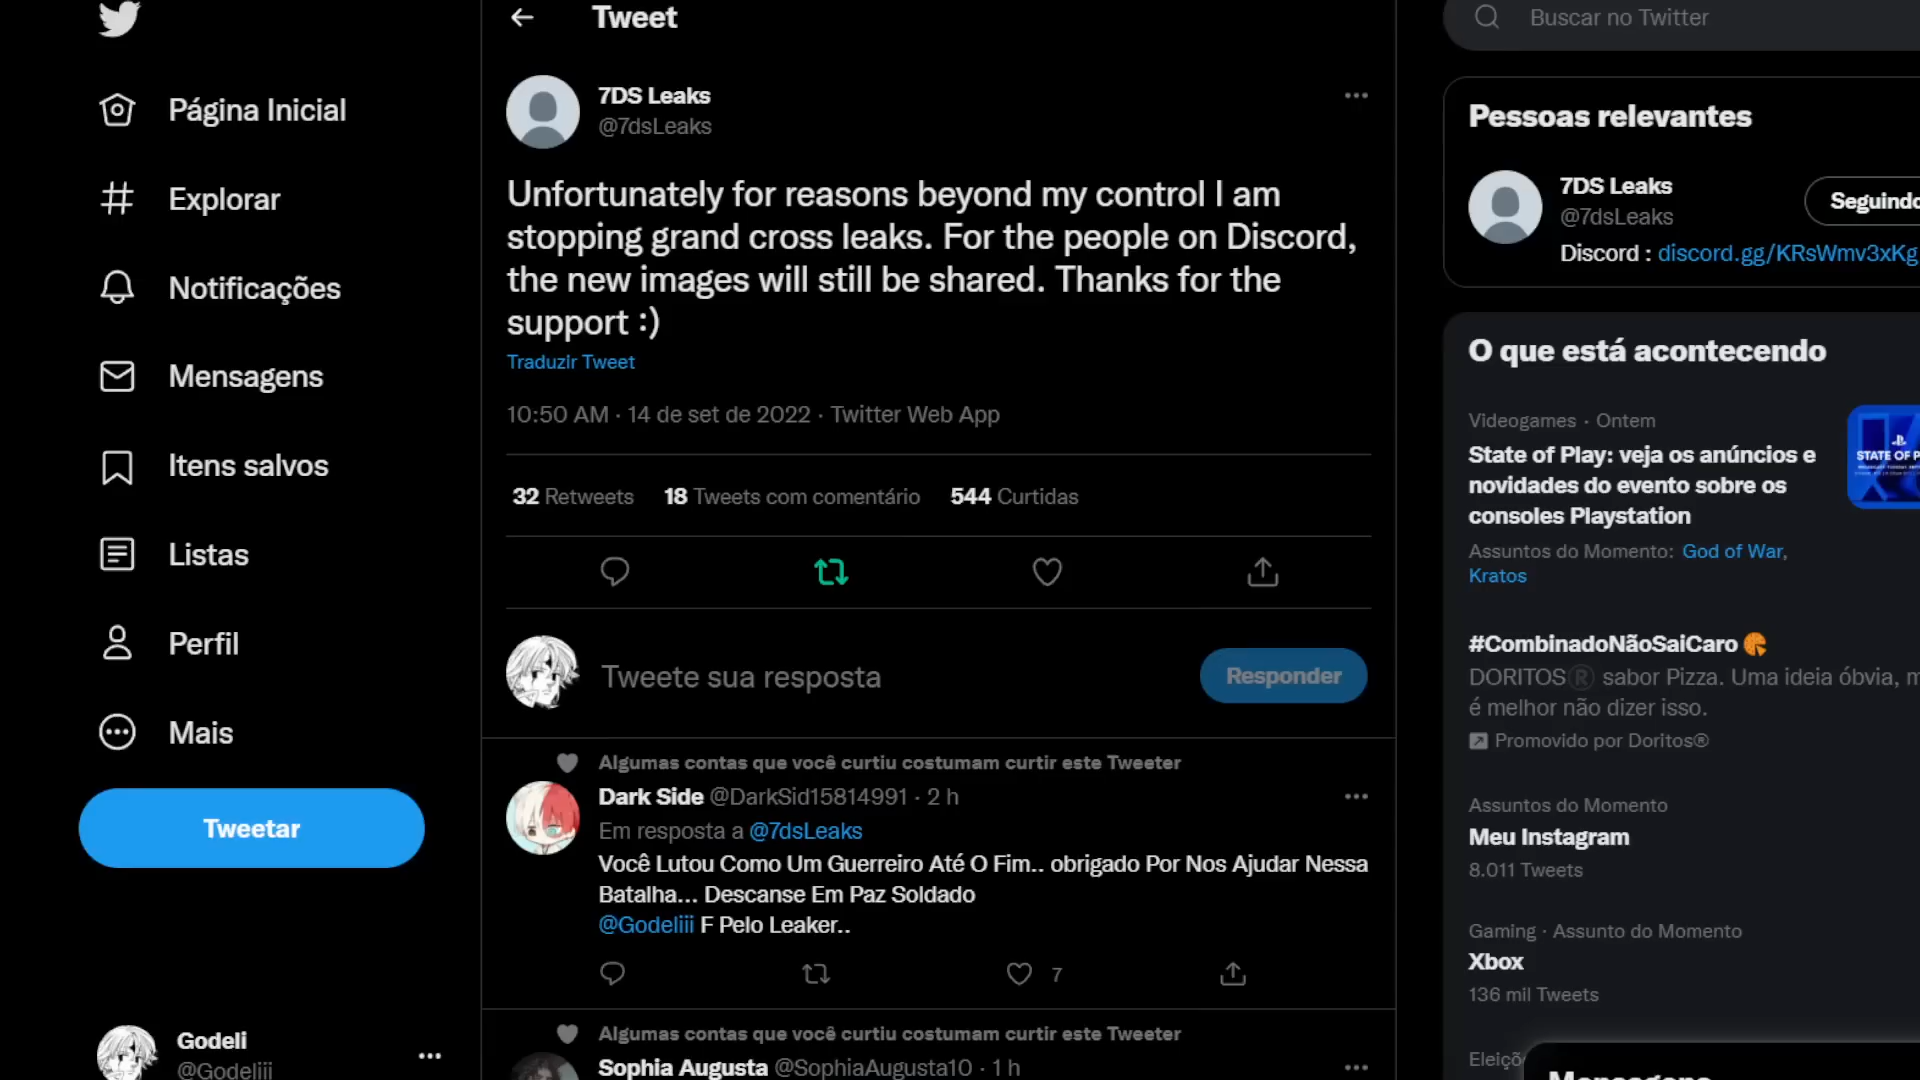 Página Inicial
Explorar
Notificações
Mensagens
Itens salvos
Listas
Perfil
Mais
Tweetar
Godeli
@Godeliii
Tweet
7DS Leaks
@7dsLeaks
Unfortunately for reasons beyond my control I am
stopping grand cross leaks. For the people on Discord,
the new images will still be shared. Thanks for the
support :)
Traduzir Tweet
10:50 AM · 14 de set de 2022 · Twitter Web App
32 Retweets 18 Tweets com comentário 544 Curtidas
Tweete sua resposta
Responder
Algumas contas que você curtiu costumam curtir este Tweeter
Dark Side @DarkSid15814991 · 2 h
Em resposta a @7dsLeaks
Você Lutou Como Um Guerreiro Até O Fim.. obrigado Por Nos Ajudar Nessa
Batalha... Descanse Em Paz Soldado
@Godeliii F Pelo Leaker..
7
Algumas contas que você curtiu costumam curtir este Tweeter
Sophia Augusta @SophiaAugusta10 · 1 h
Buscar no Twitter
Pessoas relevantes
7DS Leaks
@7dsLeaks
Seguindo
Discord : discord.gg/KRsWmv3xKg
O que está acontecendo
Videogames · Ontem
State of Play: veja os anúncios e
novidades do evento sobre os
consoles Playstation
STATE OF P
Assuntos do Momento: God of War,
Kratos
#CombinadoNãoSaiCaro
DORITOS® sabor Pizza. Uma ideia óbvia, m
é melhor não dizer isso.
Promovido por Doritos®
Assuntos do Momento
Meu Instagram
8.011 Tweets
Gaming · Assunto do Momento
Xbox
136 mil Tweets
Eleiçõ
Mensagens